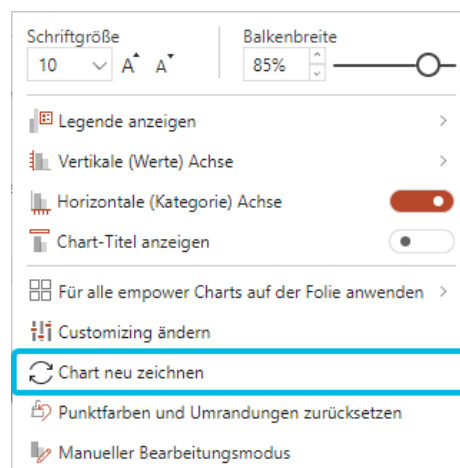 Schriftgröße Balkenbreite
10 A A 85%
Legende anzeigen
Vertikale (Werte) Achse
Horizontale (Kategorie) Achse
Chart-Titel anzeigen
Für alle empower Charts auf der Folie anwenden
Customizing ändern
Chart neu zeichnen
Punktfarben und Umrandungen zurücksetzen
Manueller Bearbeitungsmodus